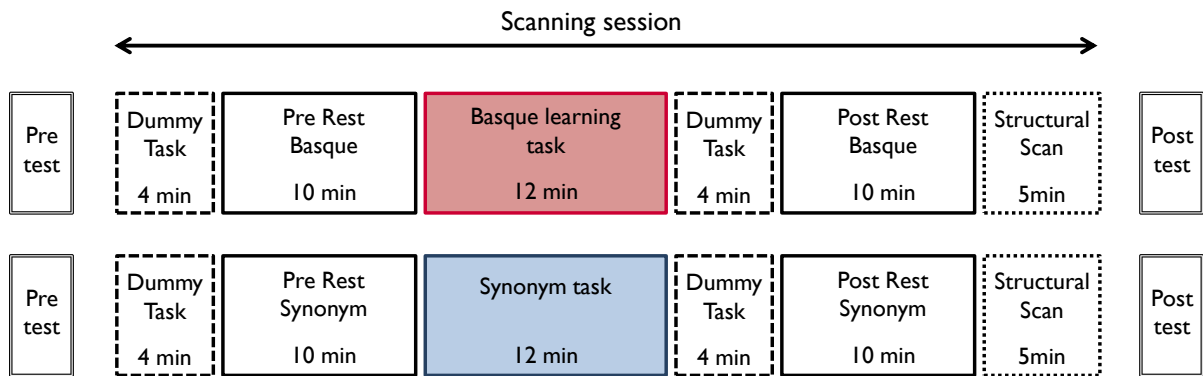 Scanning session
Pre
test
Dummy
Task
4 min
Pre Rest
Basque
10 min
Basque learning
task
12 min
Dummy
Task
4 min
Post Rest
Basque
10 min
Structural
Scan
5min
Post
test
Pre
test
Dummy
Task
4 min
Pre Rest
Synonym
10 min
Synonym task
12 min
Dummy
Task
4 min
Post Rest
Synonym
10 min
Structural
Scan
5min
Post
test